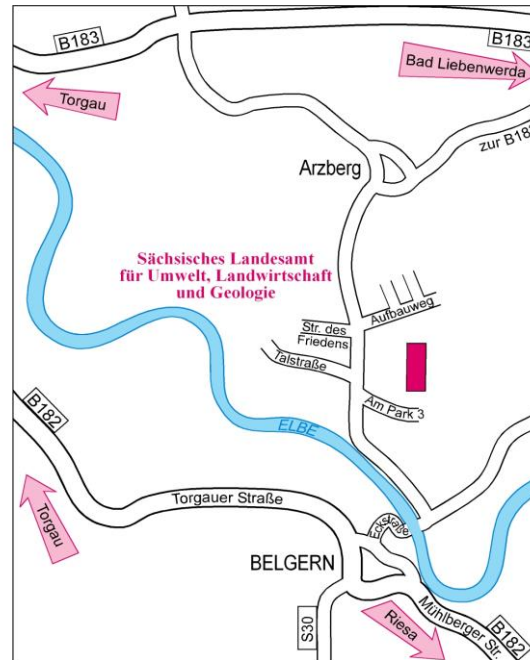 B183
B183
Bad Liebenwerda
Torgau
zur B18
Arzberg
Sächsisches Landesamt
für Umwelt, Landwirtschaft
und Geologie
Aufbauweg
Str. des
Friedens
Talstraße
Am Park 3
B182
ELBE
Torgauer Straße
Eckstraße
Torgau
BELGERN
S30
Riesa
Mühlberger Str.
B182